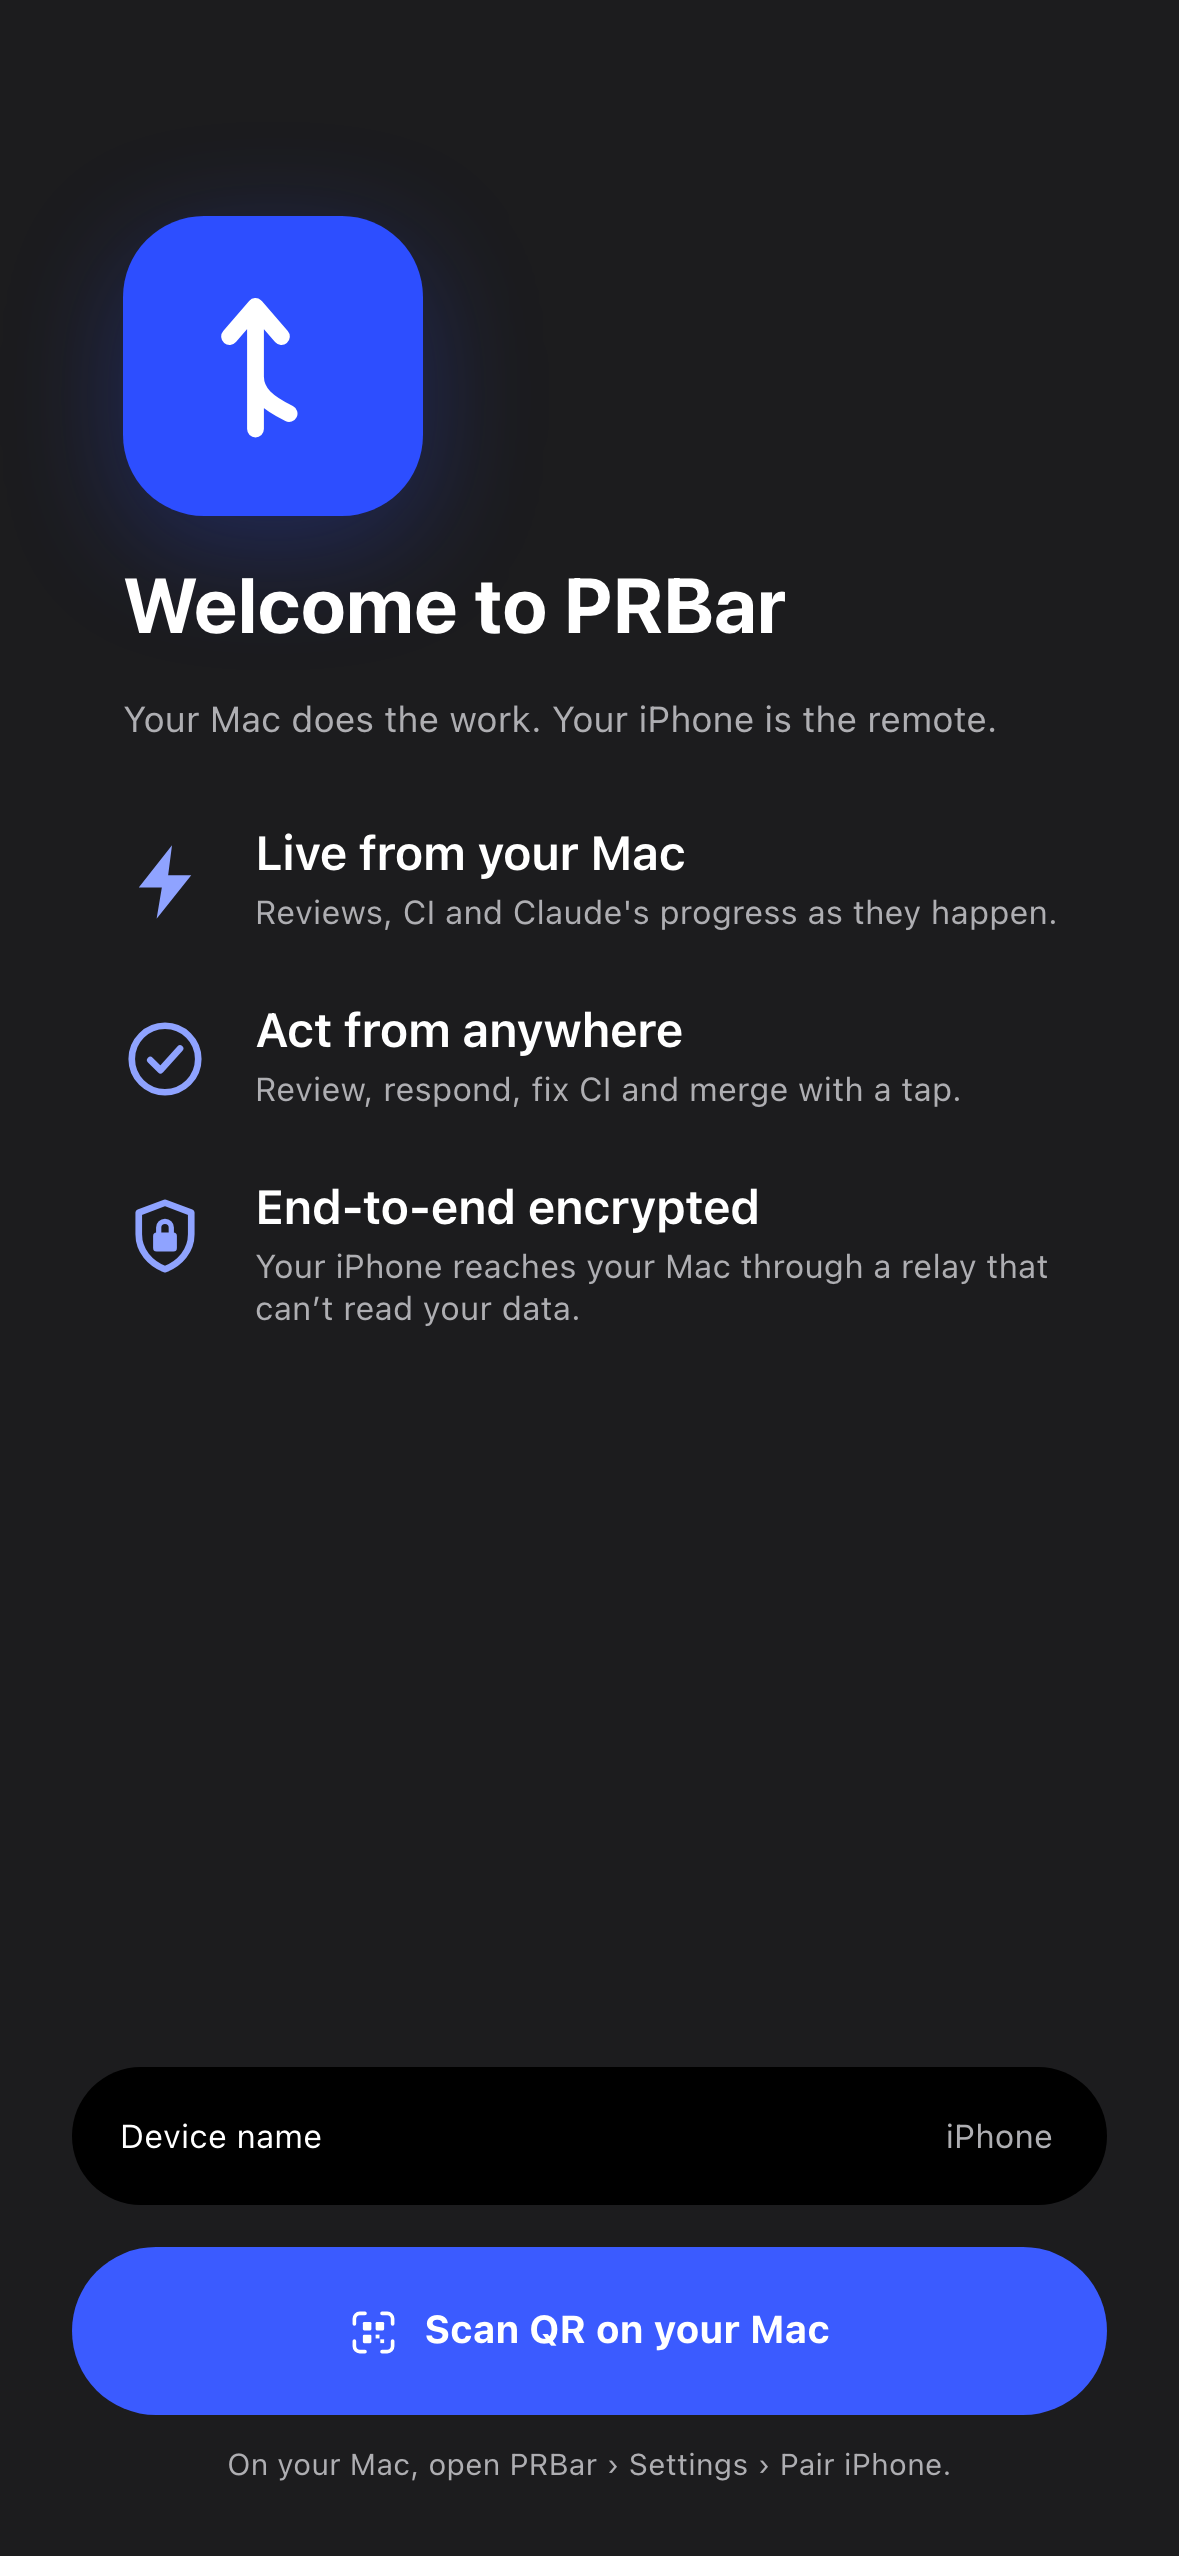 Welcome to PRBar
Your Mac does the work. Your iPhone is the remote.
Live from your Mac
Reviews, CI and Claude's progress as they happen.
Act from anywhere
Review, respond, fix CI and merge with a tap.
End-to-end encrypted
Your iPhone reaches your Mac through a relay that
can’t read your data.
Device name iPhone
Scan QR on your Mac
On your Mac, open PRBar › Settings › Pair iPhone.